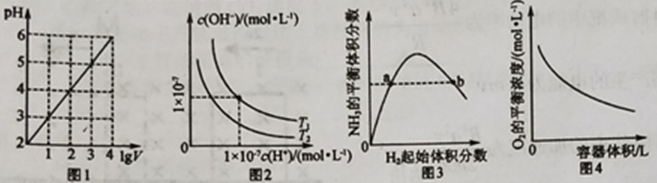 pH
6
5
4
3
2
1 2 3 4 lgV
图1
c(OH⁻)/(mol·L⁻¹)
1×10⁻⁷
T₁
T₂
0
1×10⁻⁷c(H⁺)/(mol·L⁻¹)
图2
NH₃的平衡体积分数
a
b
0
H₂起始体积分数
图3
O₂的平衡浓度/(mol·L⁻¹)
0
容器体积/L
图4